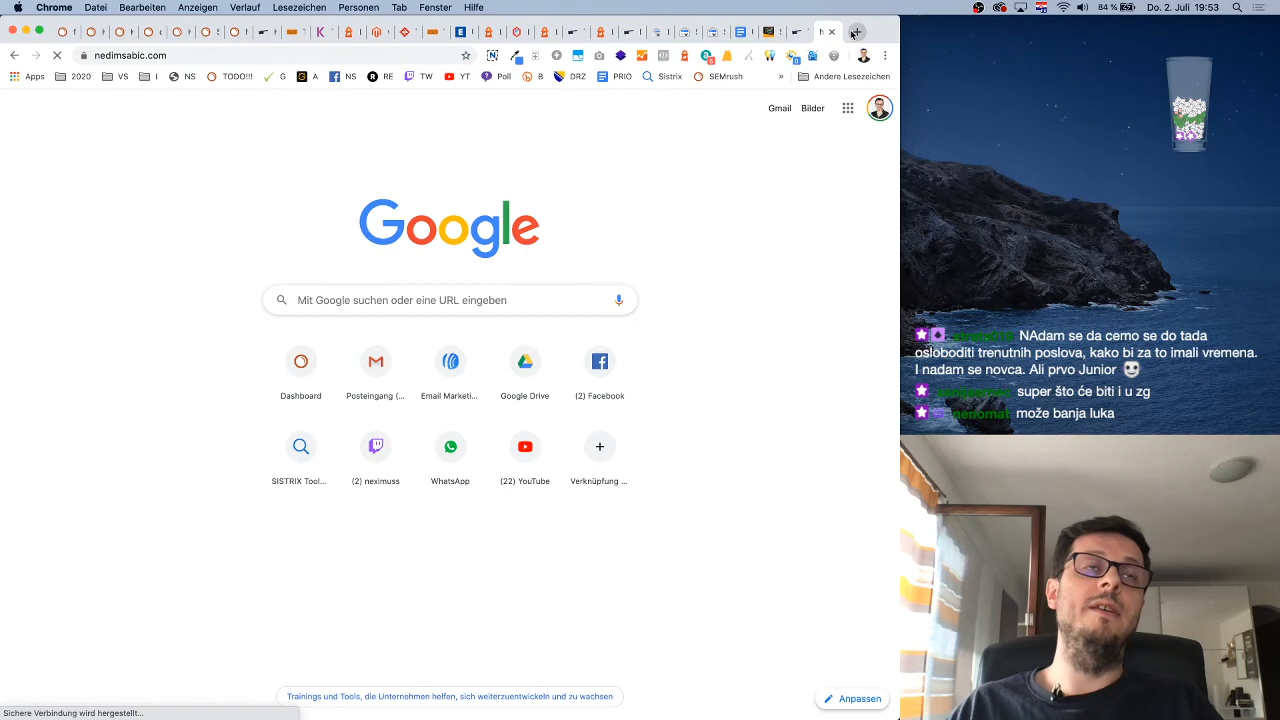 Chrome Datei Bearbeiten Anzeigen Verlauf Lesezeichen Personen Tab Fenster Hilfe
84 % Do. 2. Juli 19:53
nedimsabic.com
Apps 2020 VS I NS TODO!!! G A NS RE TW YT Poll B DRZ PRIO Sistrix SEMrush » Andere Lesezeichen
Gmail Bilder
Google
Mit Google suchen oder eine URL eingeben
Dashboard Posteingang (... Email Marketi... Google Drive (2) Facebook
SISTRIX Tool... (2) neximuss WhatsApp (22) YouTube Verknüpfung ...
Trainings und Tools, die Unternehmen helfen, sich weiterzuentwickeln und zu wachsen
Anpassen
Sichere Verbindung wird hergestellt...
NAdam se da cemo se do tada
osloboditi trenutnih poslova, kako bi za to imali vremena.
I nadam se novca. Ali prvo Junior
super što će biti i u zg
nenomat može banja luka